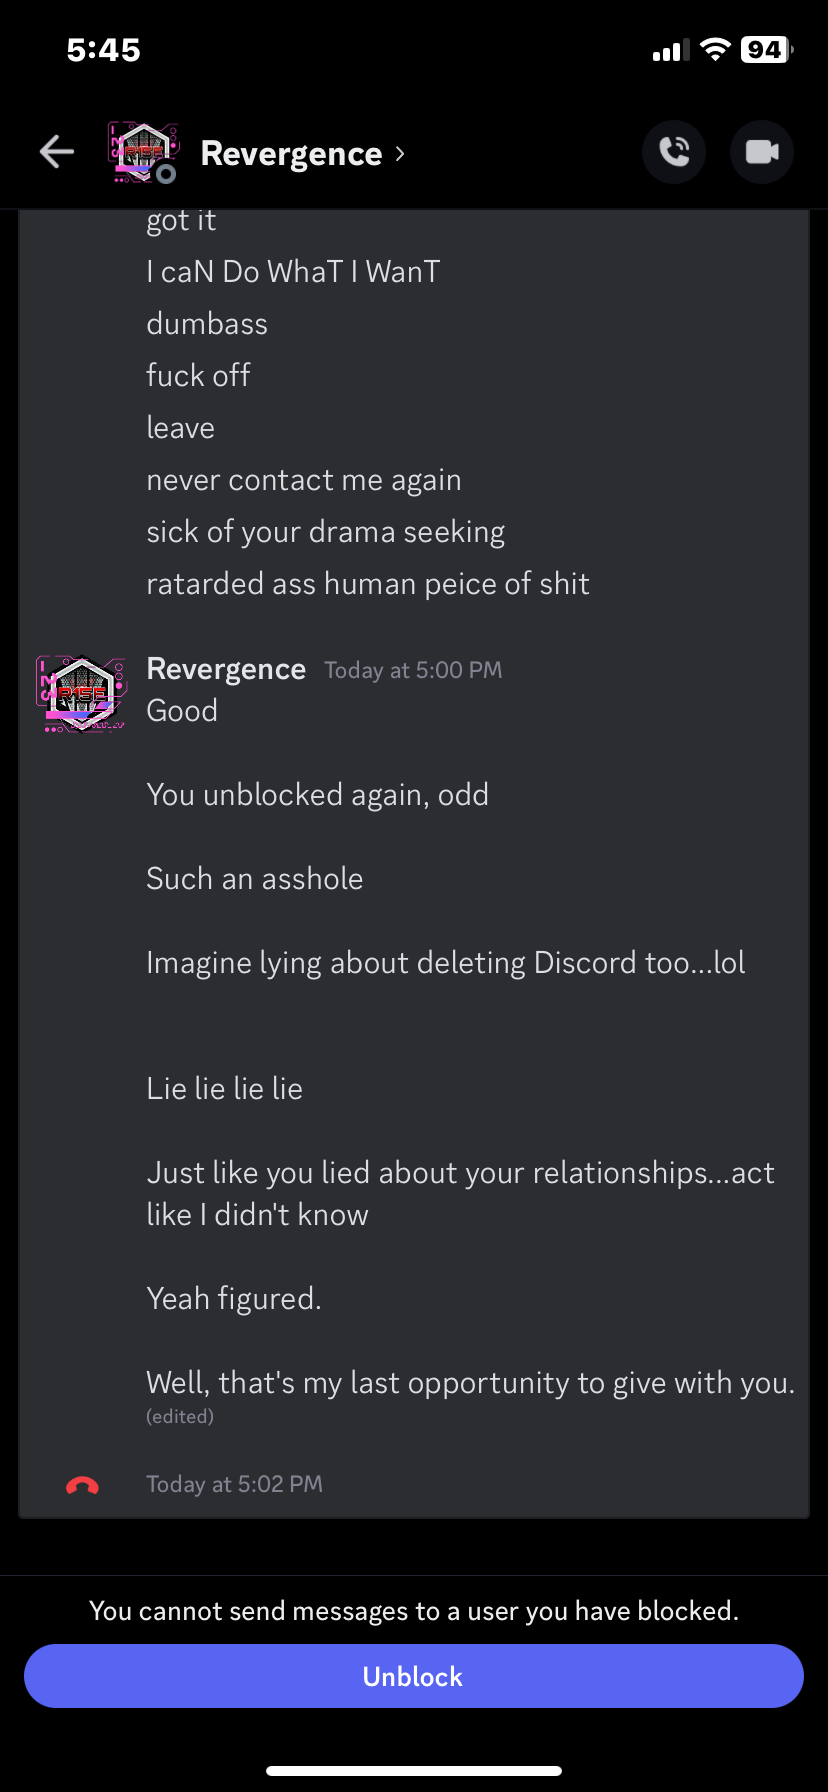 5:45
94
Revergence
got it
I caN Do WhaT I WanT
dumbass
fuck off
leave
never contact me again
sick of your drama seeking
ratarded ass human peice of shit
R1SE
Revergence Today at 5:00 PM
Good
You unblocked again, odd
Such an asshole
Imagine lying about deleting Discord too...lol
Lie lie lie lie
Just like you lied about your relationships...act
like I didn't know
Yeah figured.
Well, that's my last opportunity to give with you.
(edited)
Today at 5:02 PM
You cannot send messages to a user you have blocked.
Unblock